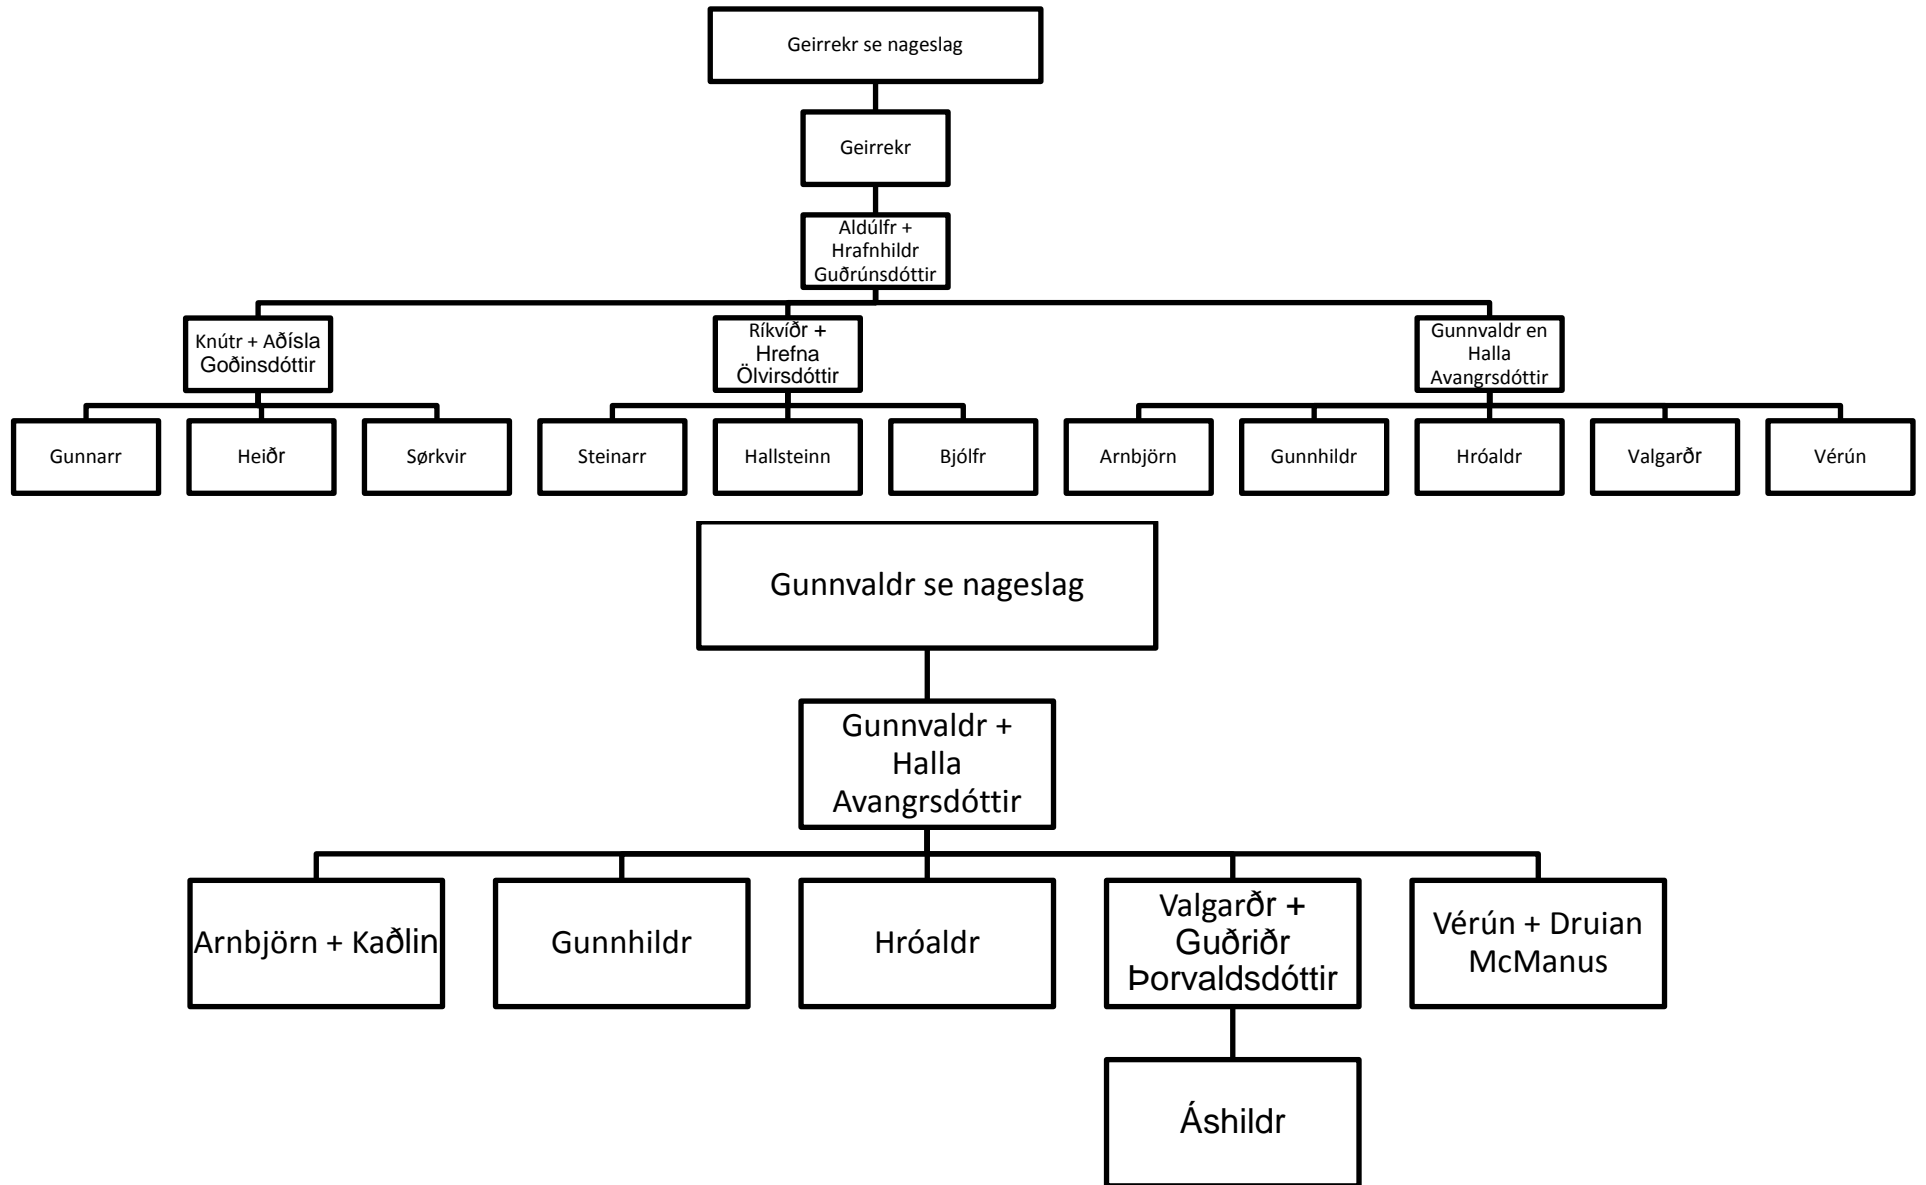 Geirrekr se nageslag
Geirrekr
Aldúlfr +
Hrafnhildr
Guðrúnsdóttir
Knútr + Aðísla
Goðinsdóttir
Ríkvíðr +
Hrefna
Ölvirsdóttir
Gunnvaldr en
Halla
Avangrsdóttir
Gunnarr
Heiðr
Sørkvir
Steinarr
Hallsteinn
Bjólfr
Arnbjörn
Gunnhildr
Hróaldr
Valgarðr
Vérún
Gunnvaldr se nageslag
Gunnvaldr +
Halla
Avangrsdóttir
Arnbjörn + Kaðlin
Gunnhildr
Hróaldr
Valgarðr +
Guðriðr
Þorvaldsdóttir
Vérún + Druian
McManus
Áshildr